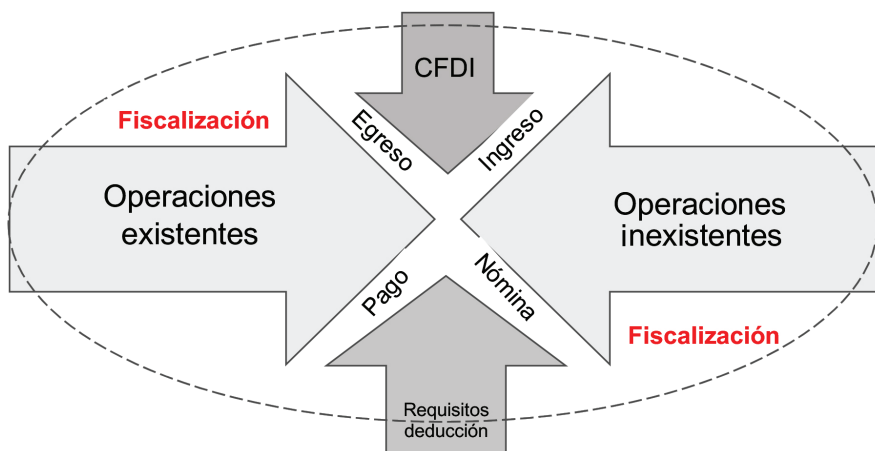 CFDI
Fiscalización
Egreso
Ingreso
Operaciones
existentes
Operaciones
inexistentes
Pago
Nómina
Fiscalización
Requisitos
deducción